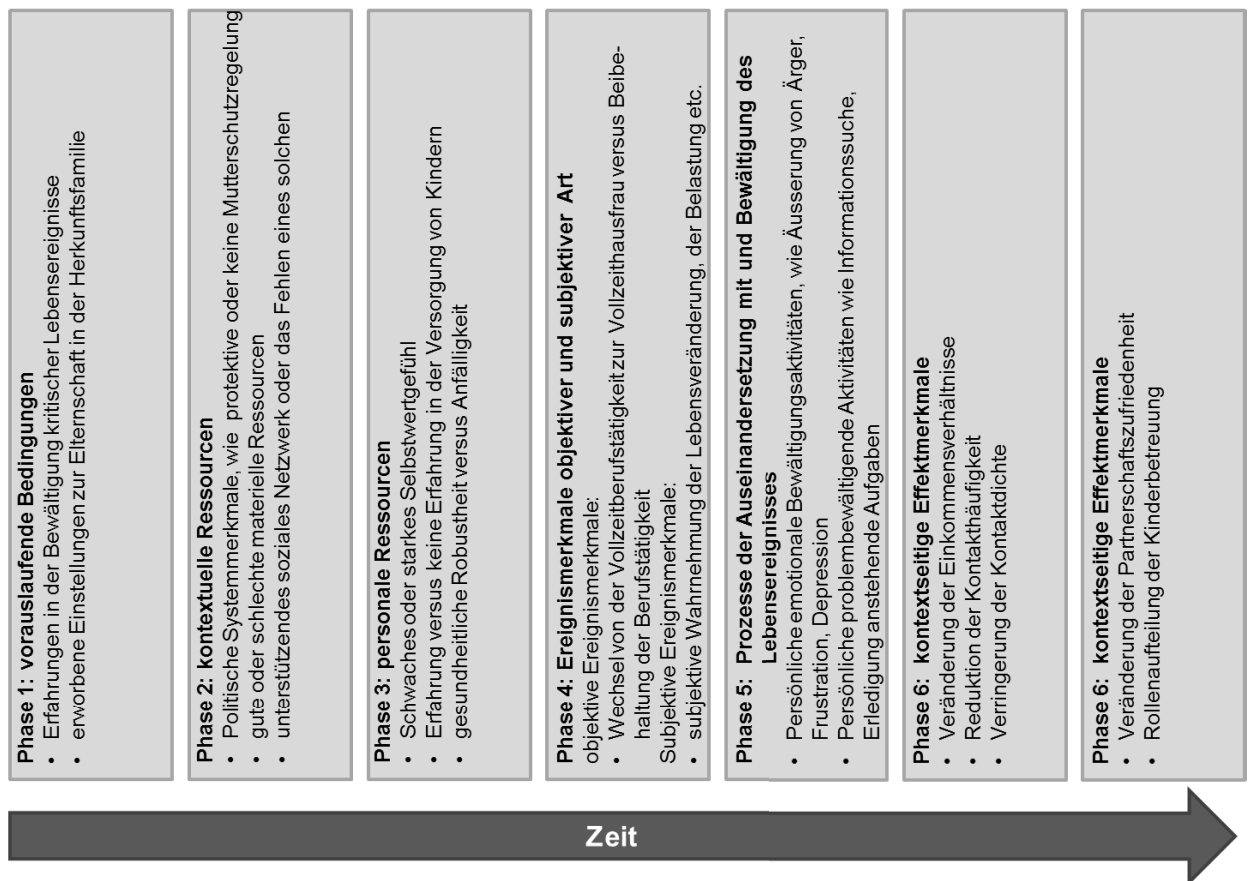 Phase 1: vorauslaufende Bedingungen
• Erfahrungen in der Bewältigung kritischer Lebensereignisse
• erworbene Einstellungen zur Elternschaft in der Herkunftsfamilie
Phase 2: kontextuelle Ressourcen
• Politische Systemmerkmale, wie protektive oder keine Mutterschutzregelung
• gute oder schlechte materielle Ressourcen
• unterstützendes soziales Netzwerk oder das Fehlen eines solchen
Phase 3: personale Ressourcen
• Schwaches oder starkes Selbstwertgefühl
• Erfahrung versus keine Erfahrung in der Versorgung von Kindern
• gesundheitliche Robustheit versus Anfälligkeit
Phase 4: Ereignismerkmale objektiver und subjektiver Art
objektive Ereignismerkmale:
• Wechsel von der Vollzeitberufstätigkeit zur Vollzeithausfrau versus Beibe-
haltung der Berufstätigkeit
Subjektive Ereignismerkmale:
• subjektive Wahrnehmung der Lebensveränderung, der Belastung etc.
Phase 5: Prozesse der Auseinandersetzung mit und Bewältigung des
Lebensereignisses
• Persönliche emotionale Bewältigungsaktivitäten, wie Äusserung von Ärger,
Frustration, Depression
• Persönliche problembewältigende Aktivitäten wie Informationssuche,
Erledigung anstehende Aufgaben
Phase 6: kontextseitige Effektmerkmale
• Veränderung der Einkommensverhältnisse
• Reduktion der Kontakthäufigkeit
• Verringerung der Kontaktdichte
Phase 6: kontextseitige Effektmerkmale
• Veränderung der Partnerschaftszufriedenheit
• Rollenaufteilung der Kinderbetreuung
Zeit